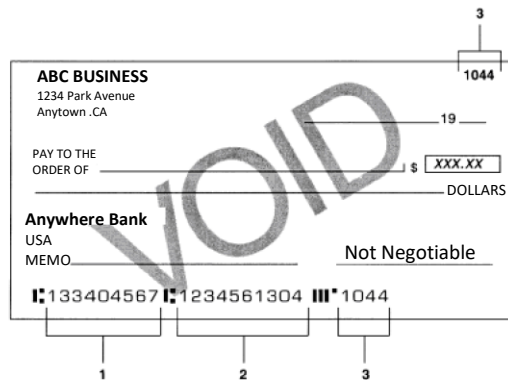 3
1044
ABC BUSINESS
1234 Park Avenue
Anytown .CA
19
PAY TO THE
ORDER OF $ XXX.XX
DOLLARS
VOID
Anywhere Bank
USA
MEMO Not Negotiable
⑆133404567⑆1234561304 ⑈1044
1 2 3